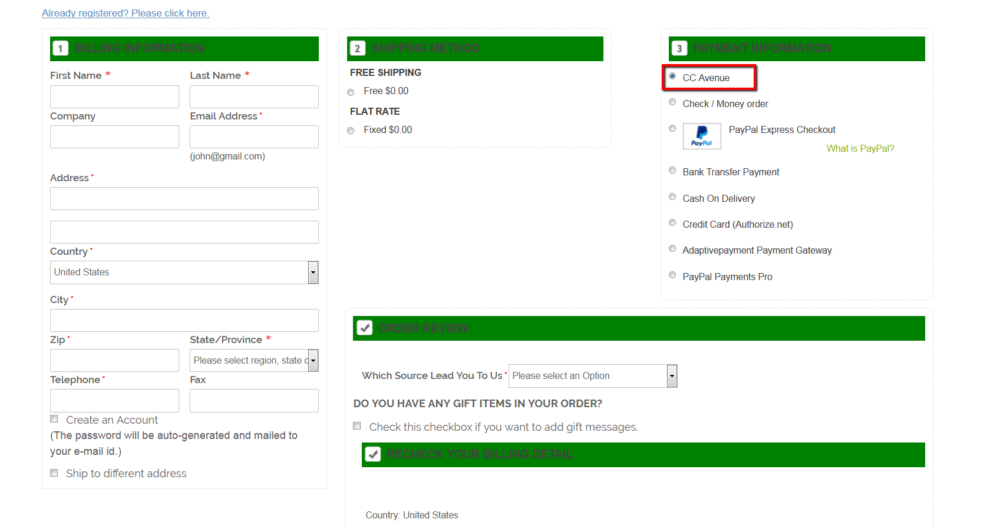 Already registered? Please click here.
1 BILLING INFORMATION
First Name * Last Name *
Company Email Address *
(john@gmail.com)
Address *
Country *
United States
City *
Zip * State/Province *
Please select region, state o
Telephone * Fax
Create an Account
(The password will be auto-generated and mailed to
your e-mail id.)
Ship to different address
2 SHIPPING METHOD
FREE SHIPPING
Free $0.00
FLAT RATE
Fixed $0.00
3 PAYMENT INFORMATION
CC Avenue
Check / Money order
PayPal PayPal Express Checkout
What is PayPal?
Bank Transfer Payment
Cash On Delivery
Credit Card (Authorize.net)
Adaptivepayment Payment Gateway
PayPal Payments Pro
ORDER REVIEW
Which Source Lead You To Us * Please select an Option
DO YOU HAVE ANY GIFT ITEMS IN YOUR ORDER?
Check this checkbox if you want to add gift messages.
RECHECK YOUR BILLING DETAIL
Country: United States